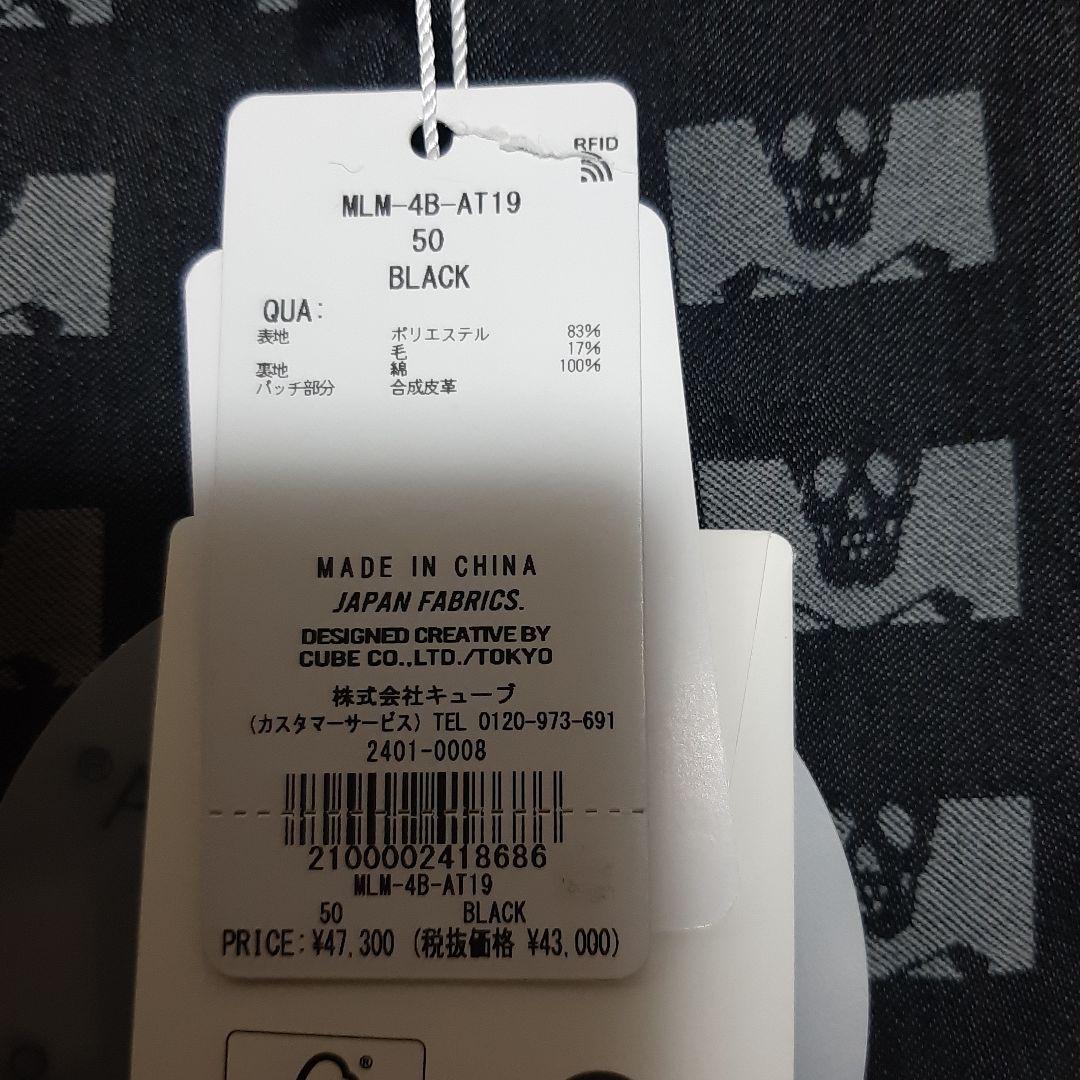 RFID
MLM-4B-AT19
50
BLACK
QUA:
表地 ポリエステル 83%
毛 17%
裏地 綿 100%
パッチ部分 合成皮革
MADE IN CHINA
JAPAN FABRICS.
DESIGNED CREATIVE BY
CUBE CO.,LTD./TOKYO
株式会社キューブ
(カスタマーサービス) TEL 0120-973-691
2401-0008
2100002418686
MLM-4B-AT19
50 BLACK
PRICE:¥47,300 (税抜価格 ¥43,000)
®